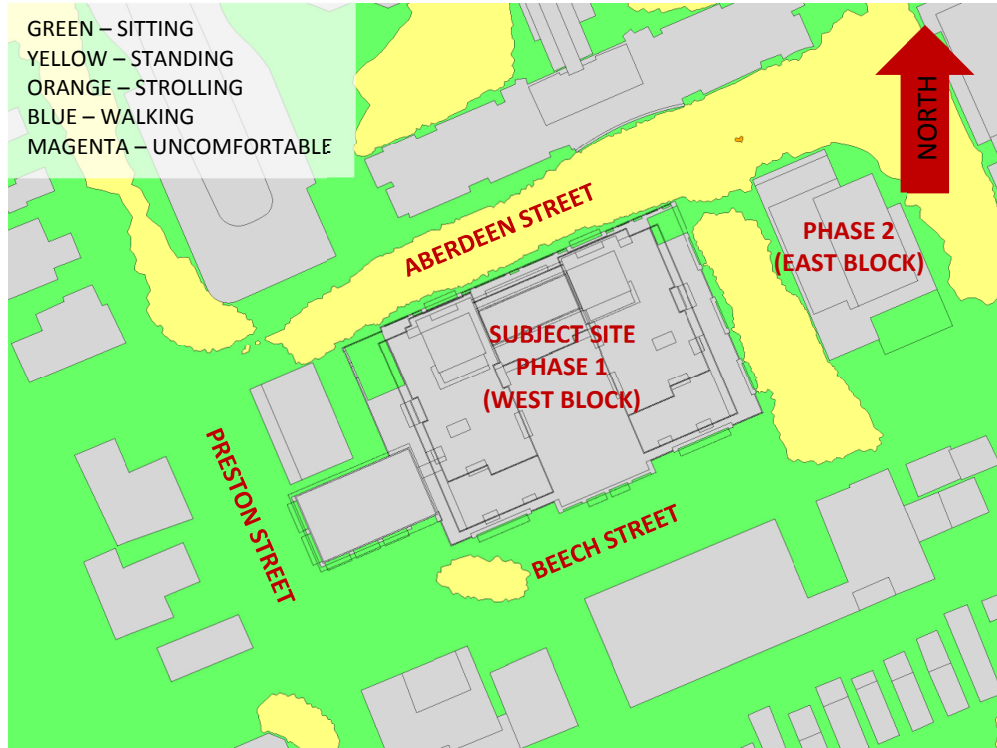 GREEN – SITTING
YELLOW – STANDING
ORANGE – STROLLING
BLUE – WALKING
MAGENTA – UNCOMFORTABLE
NORTH
ABERDEEN STREET
PHASE 2
(EAST BLOCK)
SUBJECT SITE
PHASE 1
(WEST BLOCK)
PRESTON STREET
BEECH STREET